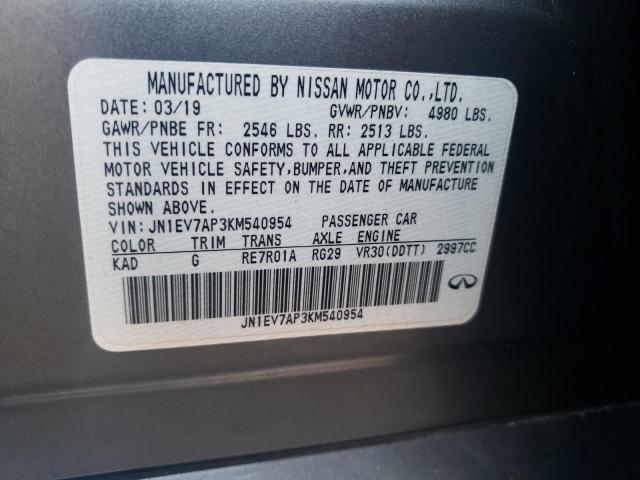 MANUFACTURED BY NISSAN MOTOR CO.,LTD.
DATE: 03/19 GVWR/PNBV: 4980 LBS.
GAWR/PNBE FR: 2546 LBS. RR: 2513 LBS.
THIS VEHICLE CONFORMS TO ALL APPLICABLE FEDERAL
MOTOR VEHICLE SAFETY,BUMPER,AND THEFT PREVENTION
STANDARDS IN EFFECT ON THE DATE OF MANUFACTURE
SHOWN ABOVE.
VIN:JN1EV7AP3KM540954 PASSENGER CAR
COLOR TRIM TRANS AXLE ENGINE
KAD G RE7R01A RG29 VR30(DDTT) 2997CC
JN1EV7AP3KM540954